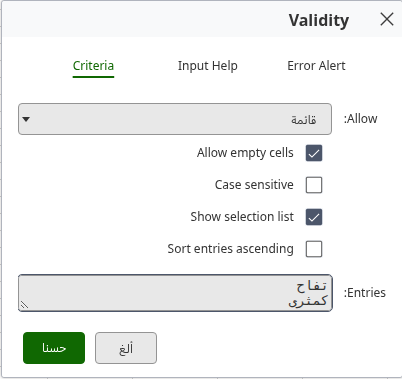 Validity
Criteria
Input Help
Error Alert
Allow:
قائمة
Allow empty cells
Case sensitive
Show selection list
Sort entries ascending
Entries:
تفاح
كمثرى
حسنا
ألغ